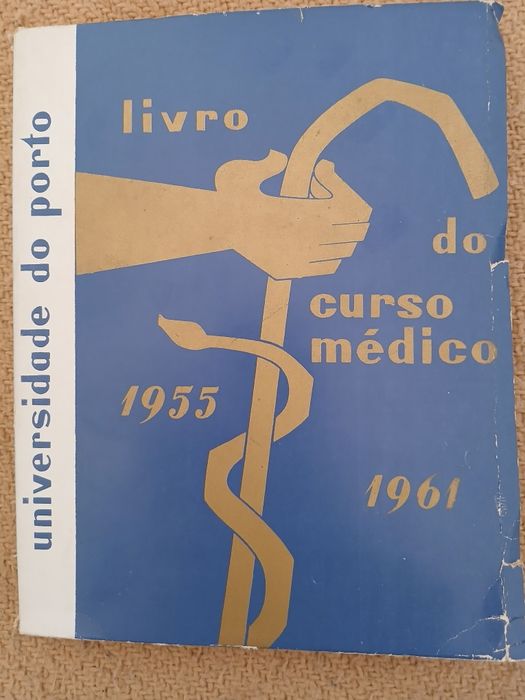 universidade do porto
livro
do
curso
médico
1955
1961